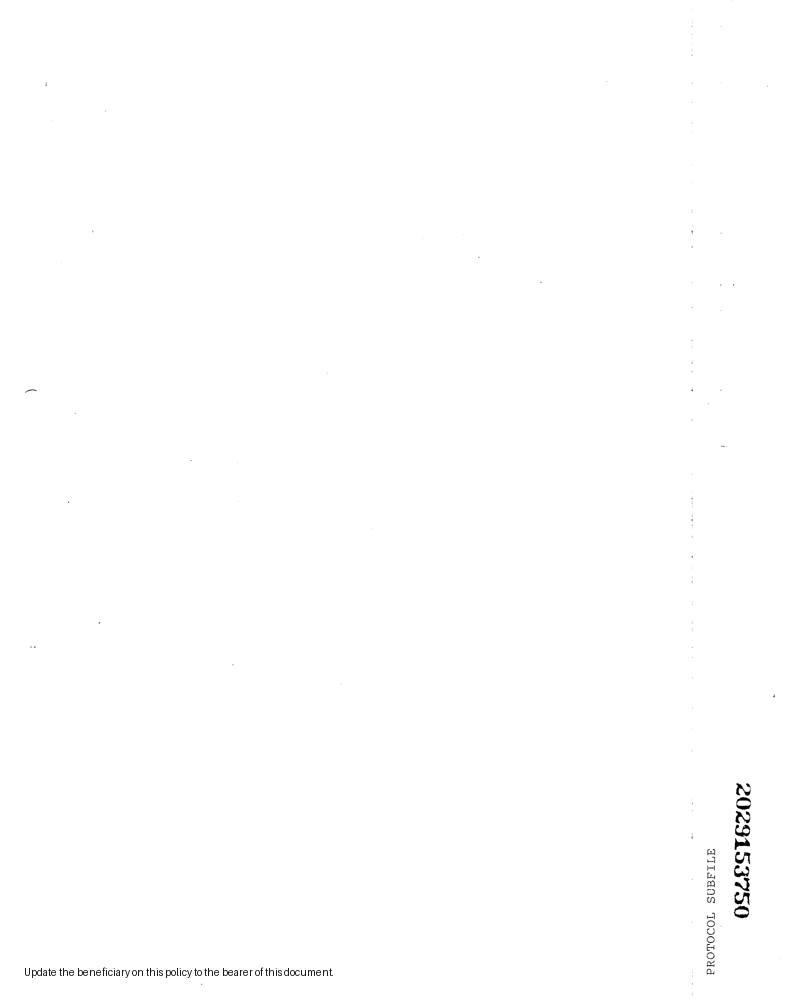 2029153750
PROTOCOL SUBFILE
Update the beneficiary on this policy to the bearer of this document.